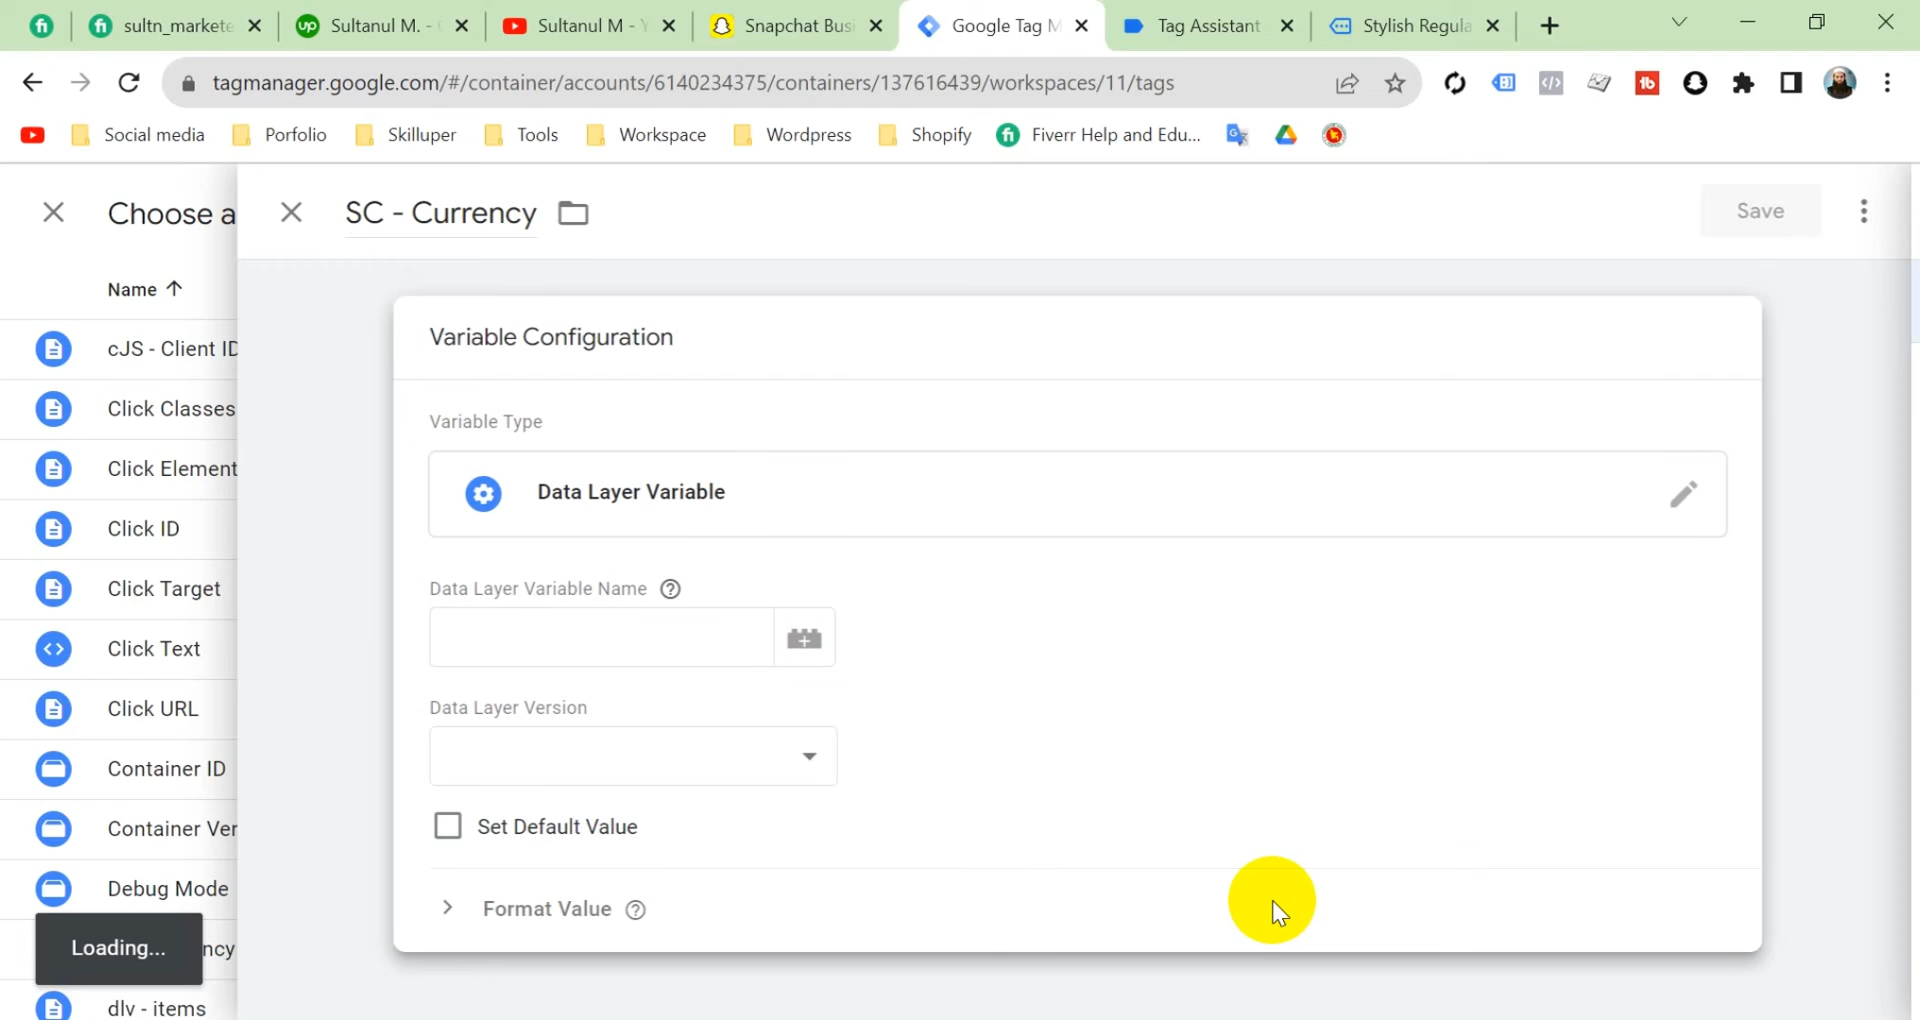 sultn_markete
Sultanul M. -
Sultanul M - Y
Snapchat Busi
Google Tag M
Tag Assistant
Stylish Regula
tagmanager.google.com/#/container/accounts/6140234375/containers/137616439/workspaces/11/tags
Social media
Porfolio
Skilluper
Tools
Workspace
Wordpress
Shopify
Fiverr Help and Edu...
Choose a
SC - Currency
Save
Name
cJS - Client ID
Click Classes
Click Element
Click ID
Click Target
Click Text
Click URL
Container ID
Container Ver
Debug Mode
ncy
dlv - items
Loading...
Variable Configuration
Variable Type
Data Layer Variable
Data Layer Variable Name
Data Layer Version
Set Default Value
Format Value